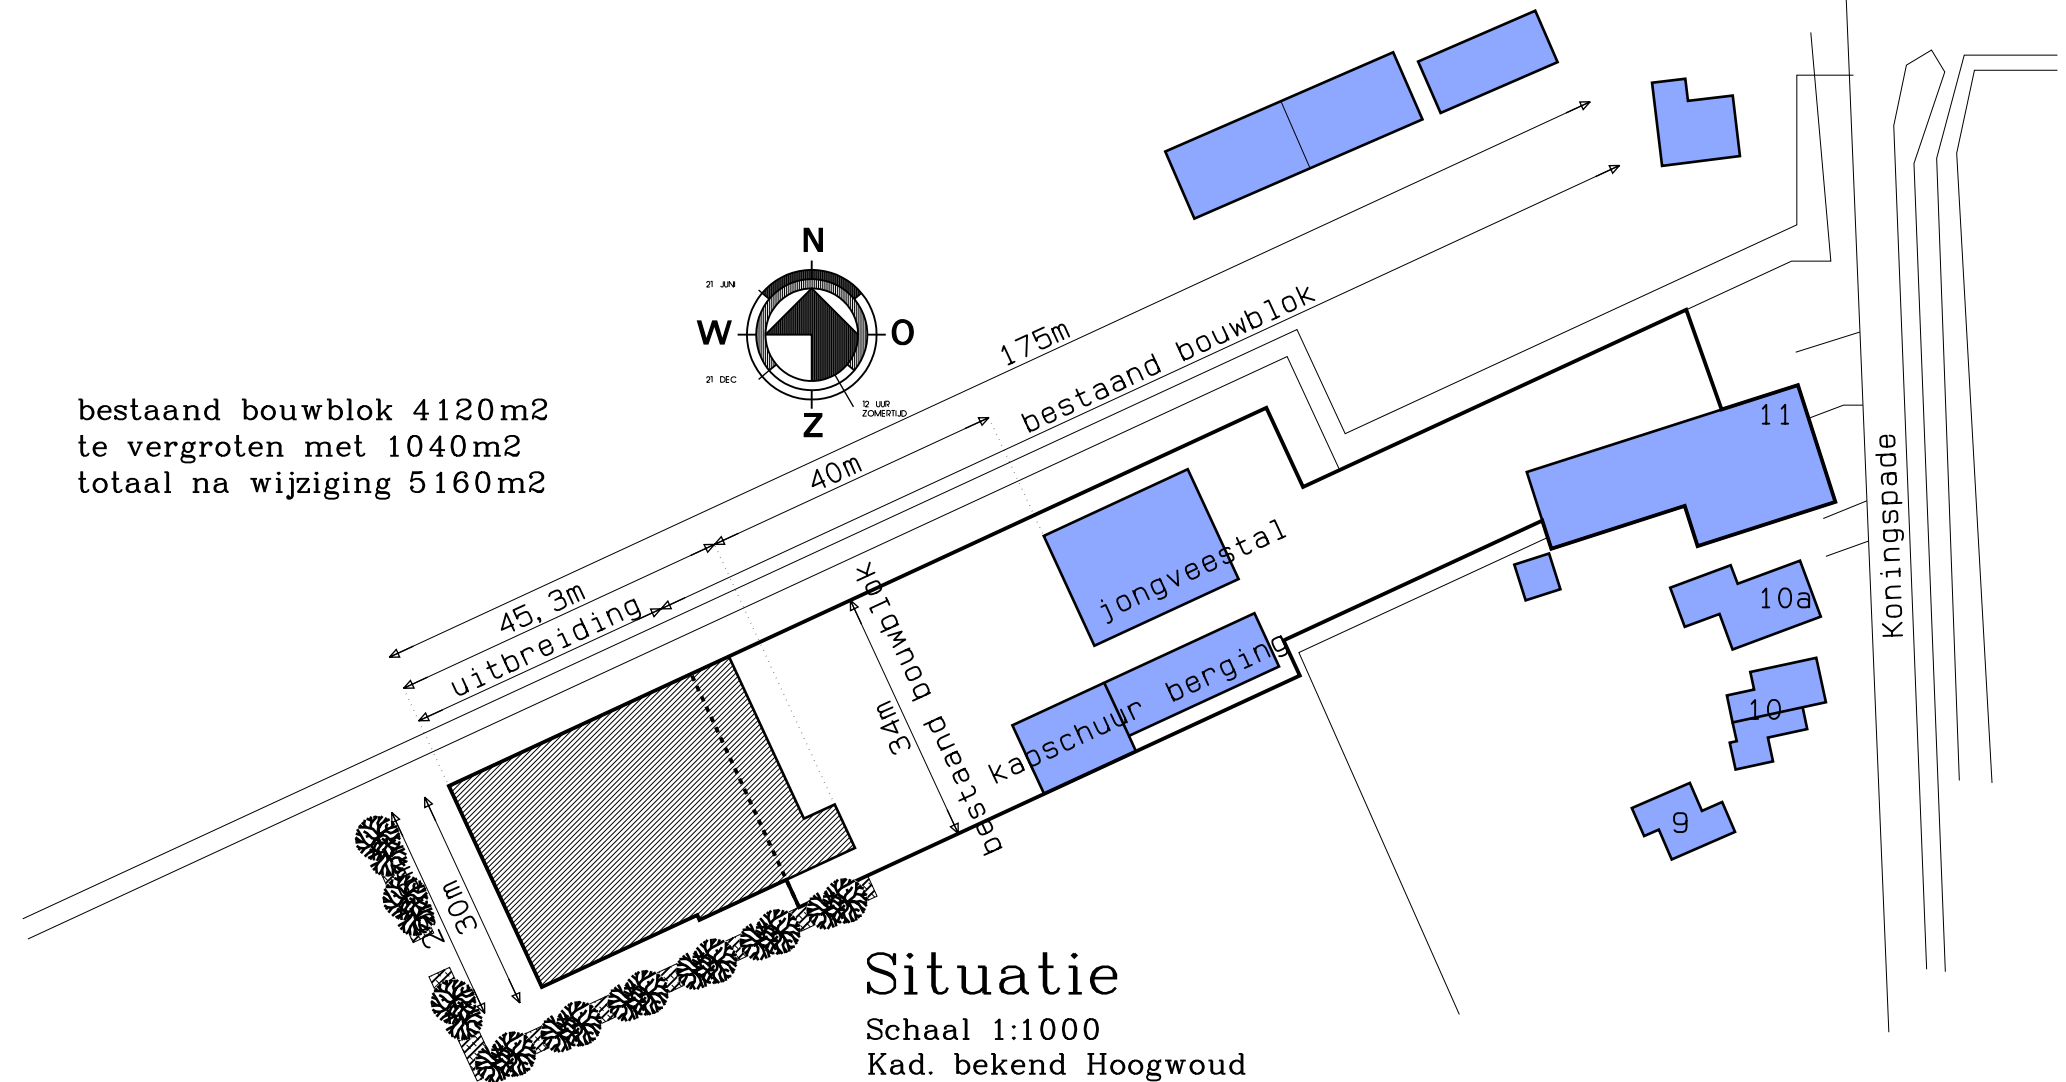 N
21 JUNI
W
O
21 DEC
12 UUR
ZOMERTIJD
Z
175m
bestaand bouwblok
40m
45,3m
uitbreiding
bestaand bouwblok 4120m2
te vergroten met 1040m2
totaal na wijziging 5160m2
11
jongveestal
Koningspade
10a
kapschuur berging
bestaand bouwblok
34m
10
9
30m
Situatie
Schaal 1:1000
Kad. bekend Hoogwoud